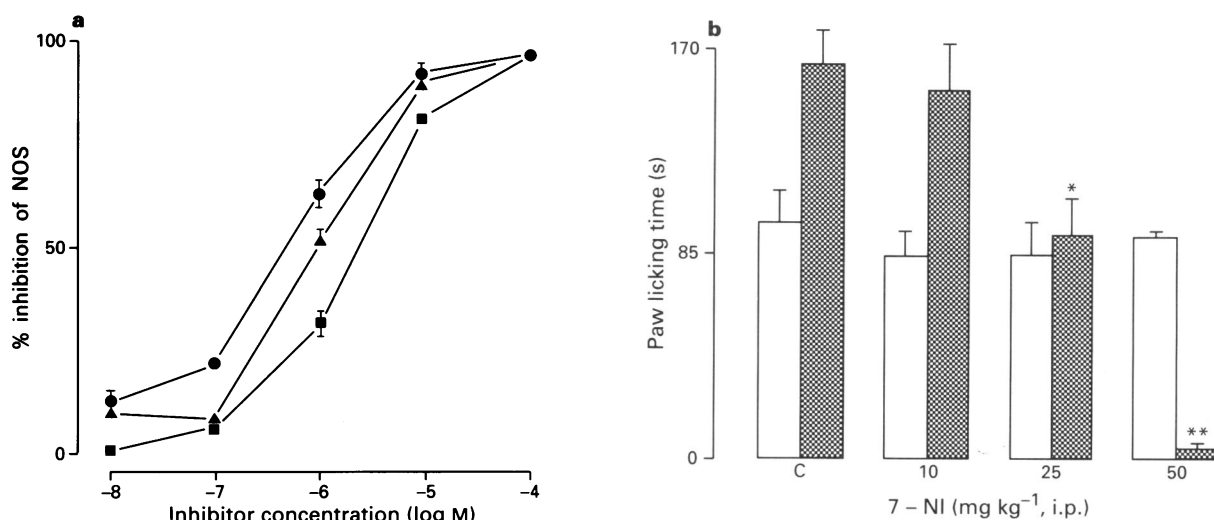 a
100
50
0
% inhibition of NOS
−8 −7 −6 −5 −4
Inhibitor concentration (log M)
b
170
85
0
Paw licking time (s)
*
**
C 10 25 50
7 – NI (mg kg⁻¹, i.p.)